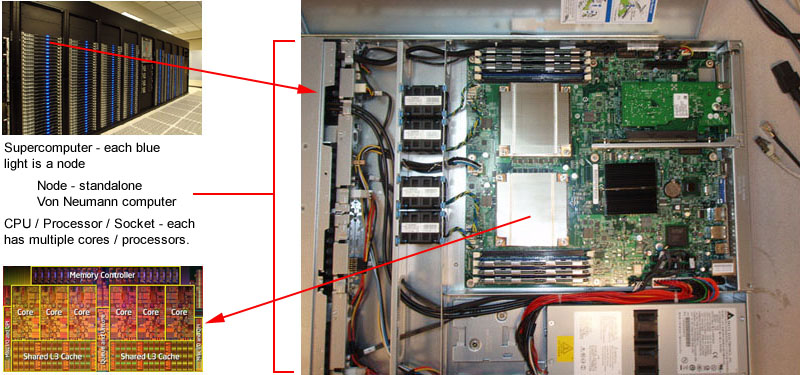 Supercomputer - each blue
light is a node
Node - standalone
Von Neumann computer
CPU / Processor / Socket - each
has multiple cores / processors.
Memory Controller
Core
Core
Core
Core
Core
Core
Shared L3 Cache
Shared L3 Cache